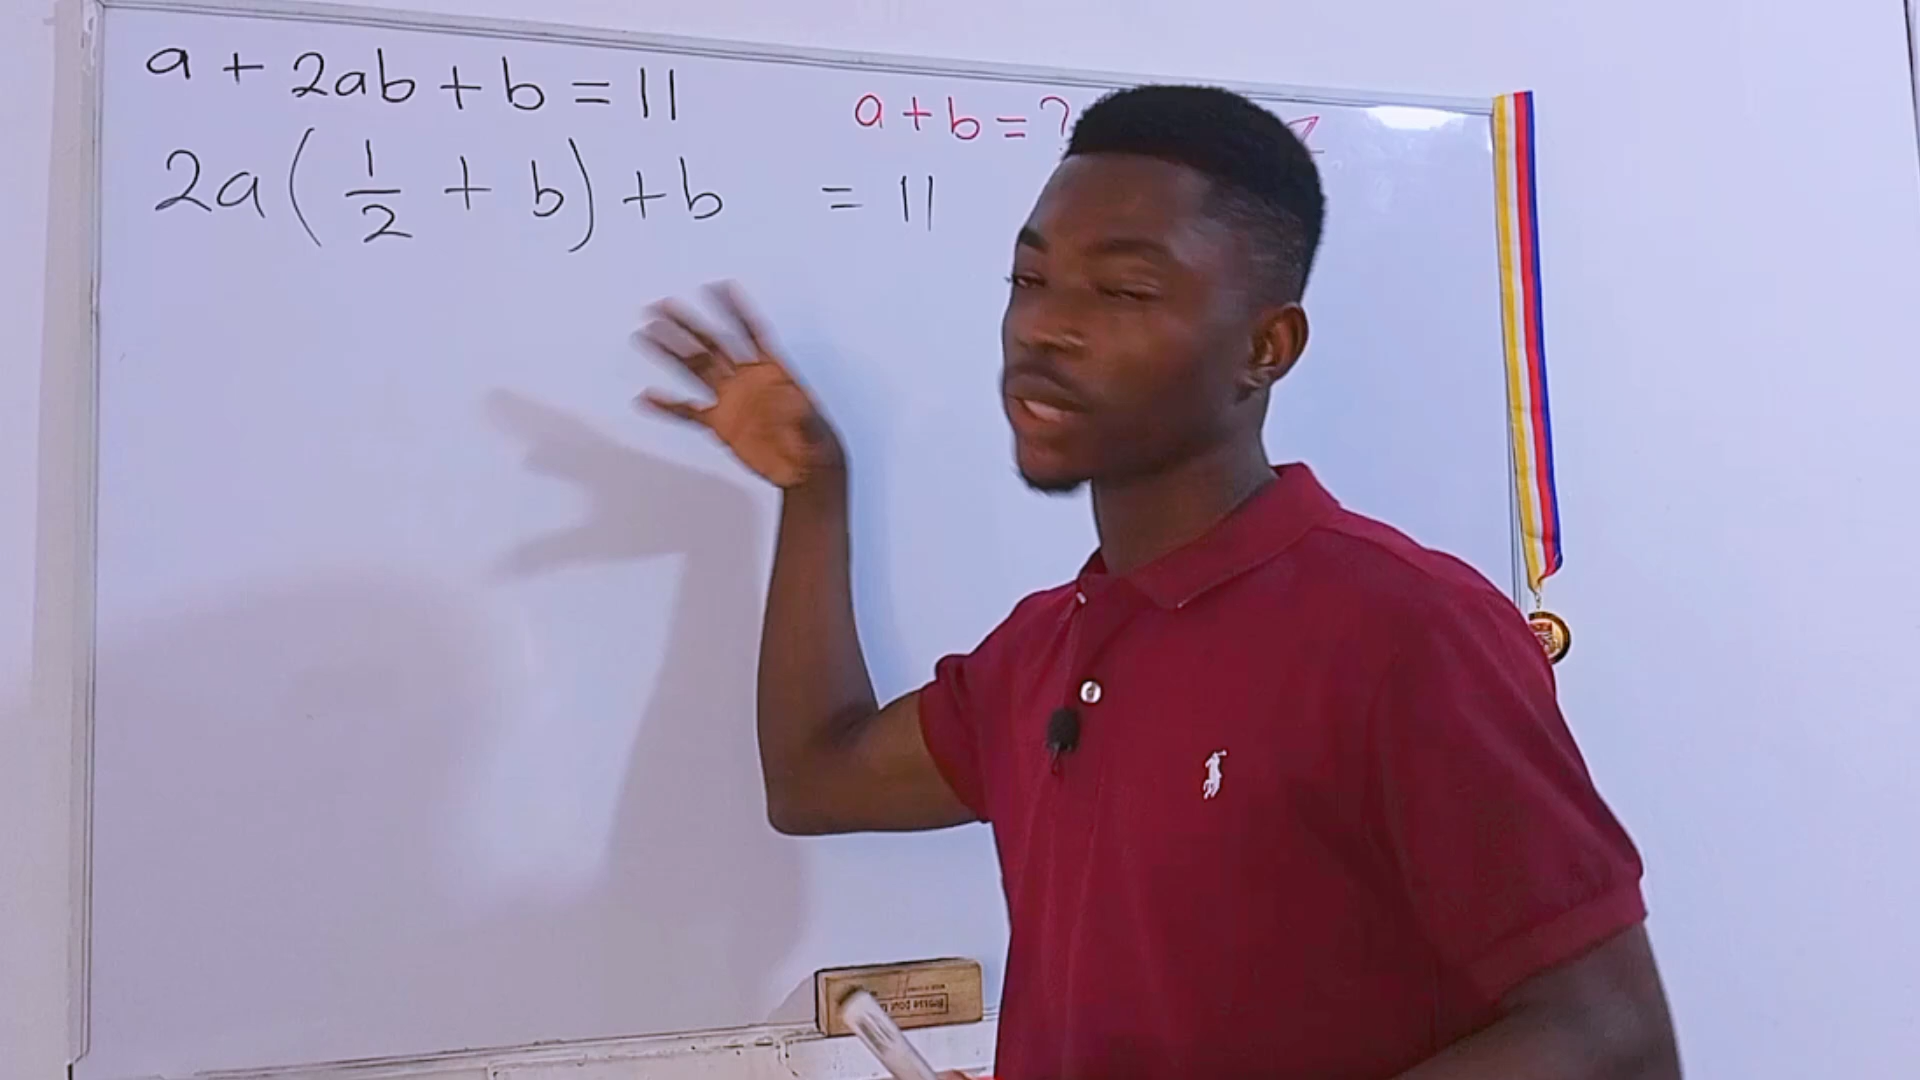 a + 2ab + b = 11
a + b = ?
2a(1/2 + b) + b = 11